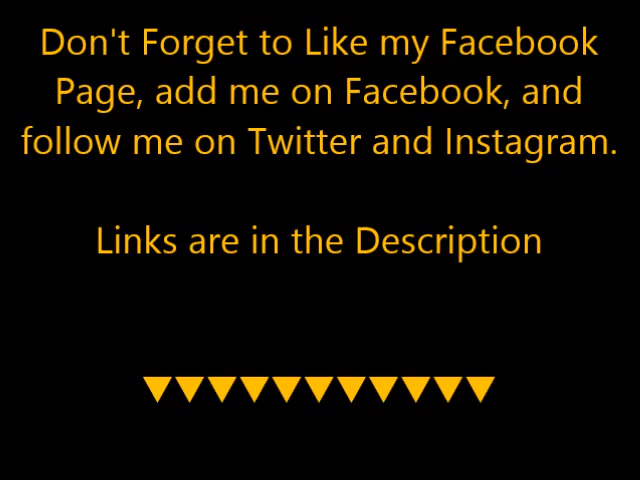 Don't Forget to Like my Facebook
Page, add me on Facebook, and
follow me on Twitter and Instagram.
Links are in the Description
▼▼▼▼▼▼▼▼▼▼▼